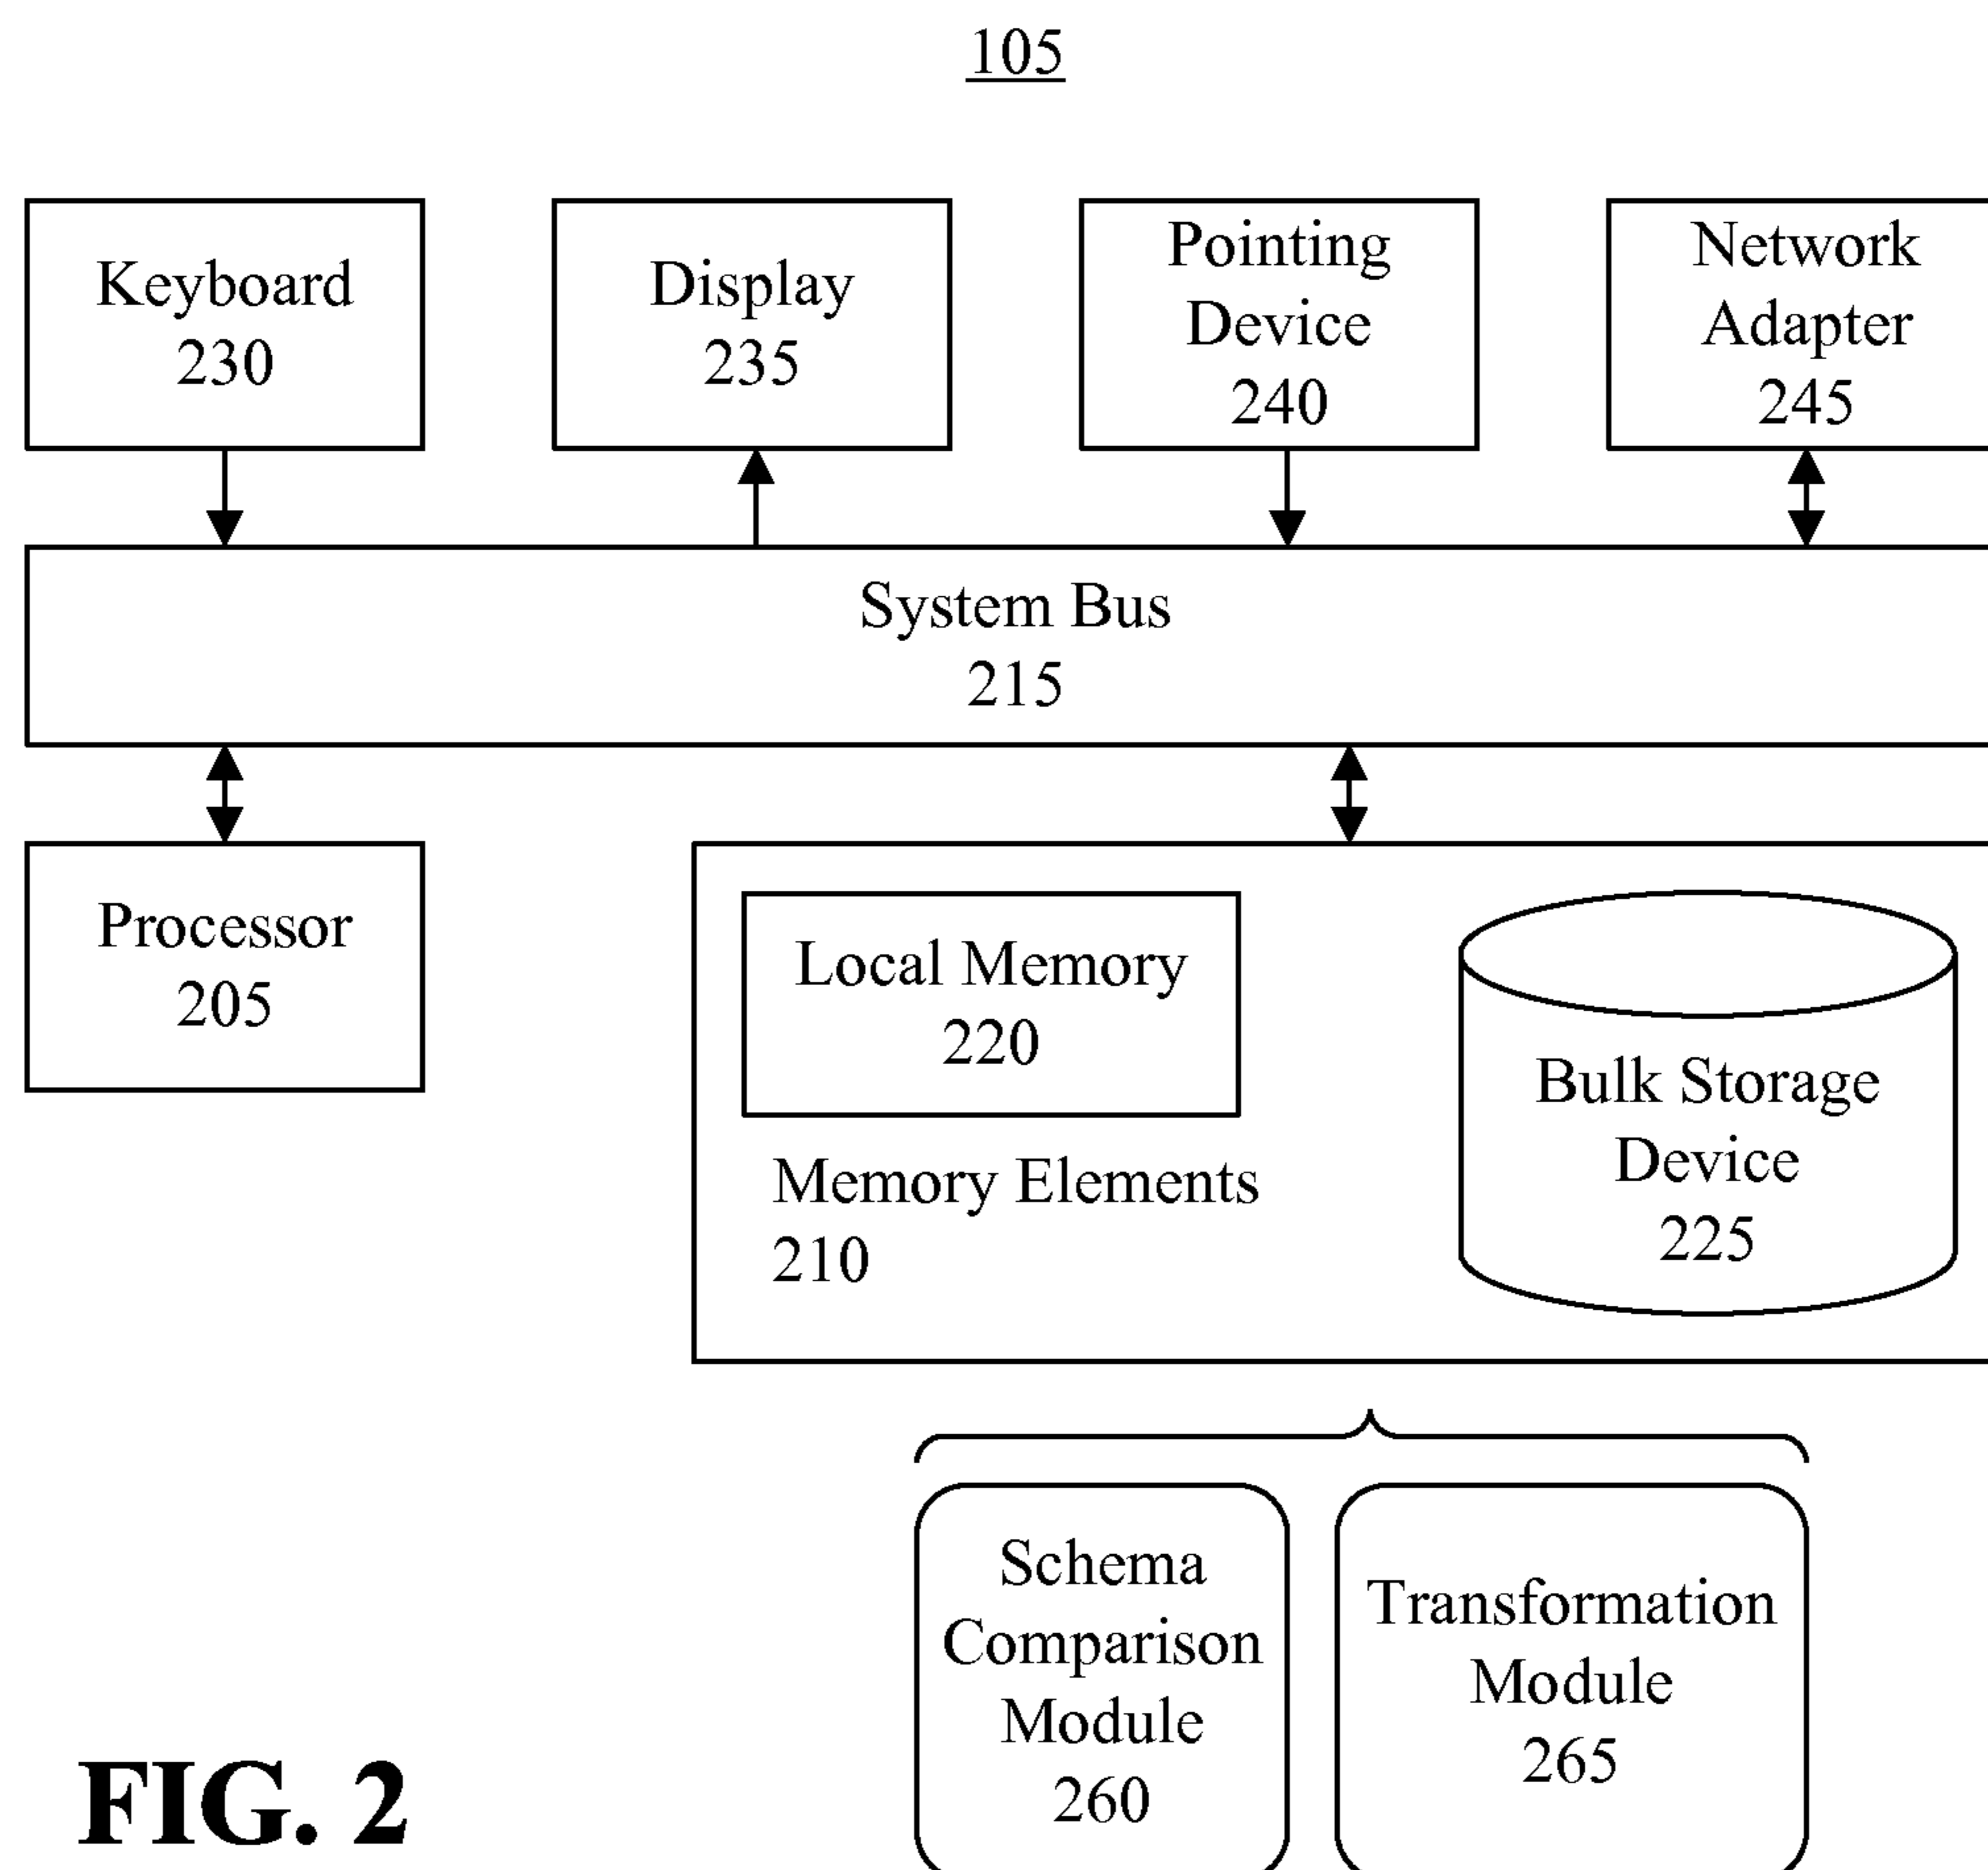 105
Keyboard
230
Display
235
Pointing
Device
240
Network
Adapter
245
System Bus
215
Processor
205
Local Memory
220
Memory Elements
210
Bulk Storage
Device
225
Schema
Comparison
Module
260
Transformation
Module
265
FIG. 2